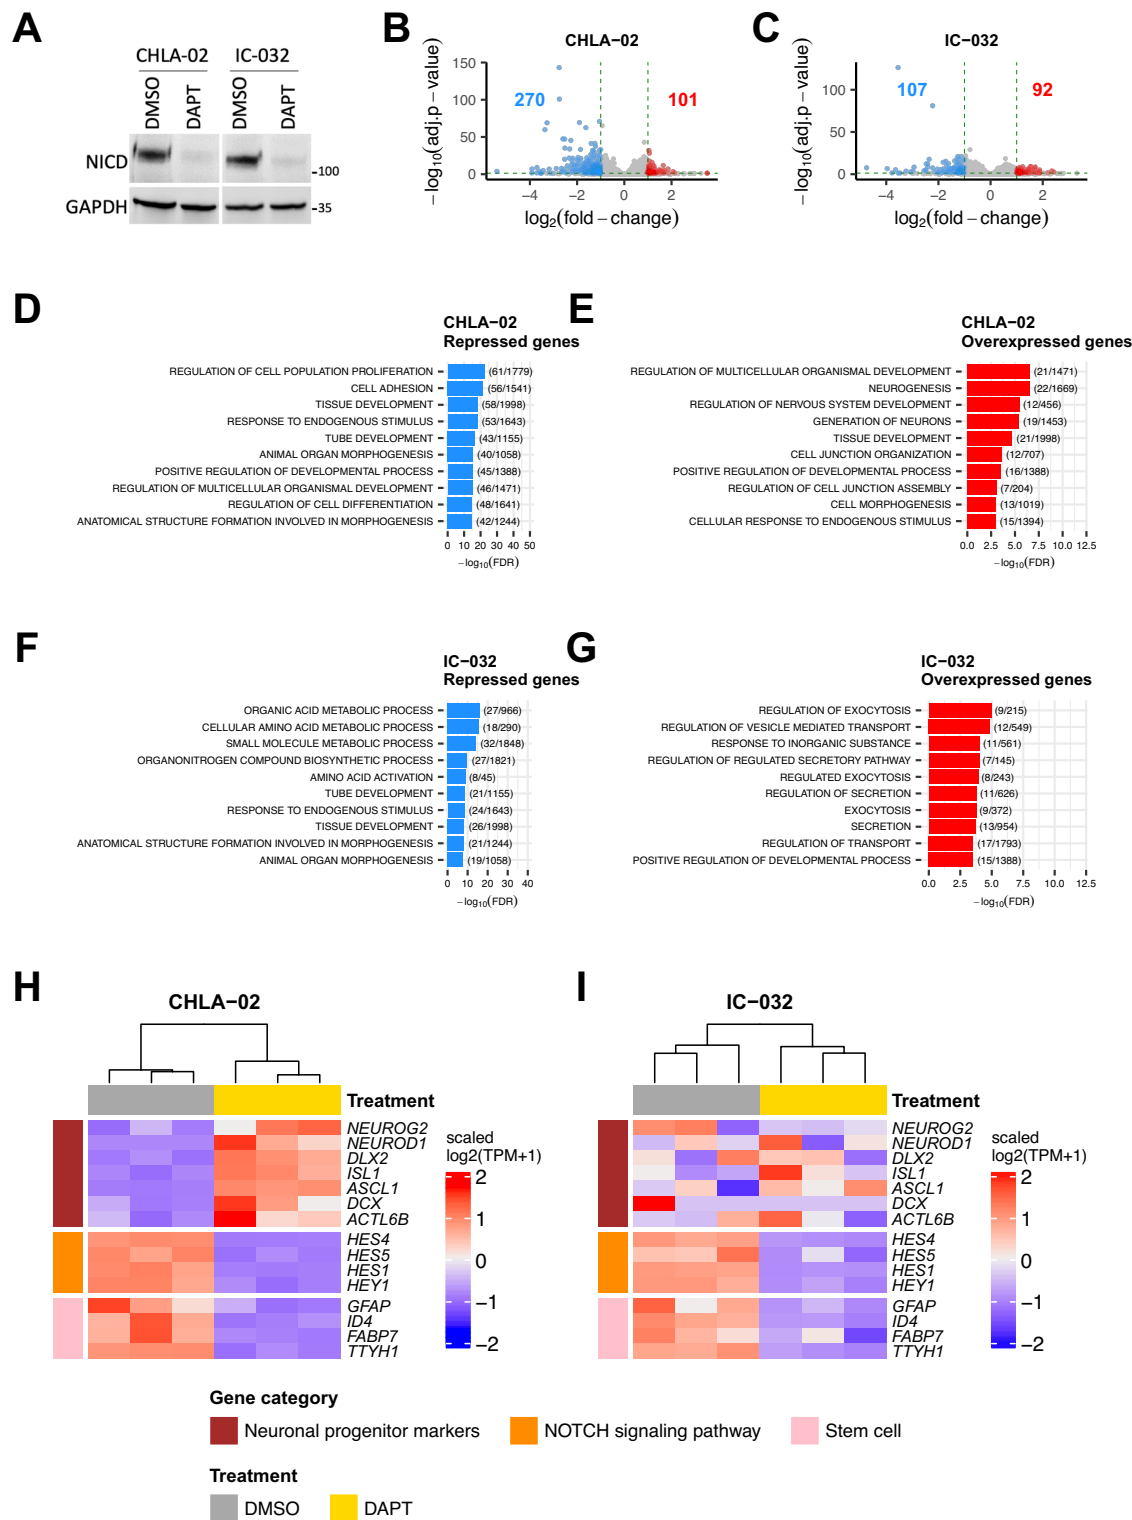 A
CHLA-02
IC-032
DMSO
DAPT
DMSO
DAPT
NICD
-100
GAPDH
-35
B
CHLA−02
−log10(adj.p−value)
150
100
50
0
270
101
−4
−2
0
2
log2(fold−change)
C
IC−032
−log10(adj.p−value)
100
50
0
107
92
−4
−2
0
2
log2(fold−change)
D
CHLA−02
Repressed genes
REGULATION OF CELL POPULATION PROLIFERATION (61/1779)
CELL ADHESION (56/1541)
TISSUE DEVELOPMENT (58/1998)
RESPONSE TO ENDOGENOUS STIMULUS (53/1643)
TUBE DEVELOPMENT (43/1155)
ANIMAL ORGAN MORPHOGENESIS (40/1058)
POSITIVE REGULATION OF DEVELOPMENTAL PROCESS (45/1388)
REGULATION OF MULTICELLULAR ORGANISMAL DEVELOPMENT (46/1471)
REGULATION OF CELL DIFFERENTIATION (48/1641)
ANATOMICAL STRUCTURE FORMATION INVOLVED IN MORPHOGENESIS (42/1244)
0 10 20 30 40 50
−log10(FDR)
E
CHLA−02
Overexpressed genes
REGULATION OF MULTICELLULAR ORGANISMAL DEVELOPMENT (21/1471)
NEUROGENESIS (22/1669)
REGULATION OF NERVOUS SYSTEM DEVELOPMENT (12/456)
GENERATION OF NEURONS (19/1453)
TISSUE DEVELOPMENT (21/1998)
CELL JUNCTION ORGANIZATION (12/707)
POSITIVE REGULATION OF DEVELOPMENTAL PROCESS (16/1388)
REGULATION OF CELL JUNCTION ASSEMBLY (7/204)
CELL MORPHOGENESIS (13/1019)
CELLULAR RESPONSE TO ENDOGENOUS STIMULUS (15/1394)
0.0 2.5 5.0 7.5 10.0 12.5
−log10(FDR)
F
IC−032
Repressed genes
ORGANIC ACID METABOLIC PROCESS (27/966)
CELLULAR AMINO ACID METABOLIC PROCESS (18/290)
SMALL MOLECULE METABOLIC PROCESS (32/1848)
ORGANONITROGEN COMPOUND BIOSYNTHETIC PROCESS (27/1821)
AMINO ACID ACTIVATION (8/45)
TUBE DEVELOPMENT (21/1155)
RESPONSE TO ENDOGENOUS STIMULUS (24/1643)
TISSUE DEVELOPMENT (26/1998)
ANATOMICAL STRUCTURE FORMATION INVOLVED IN MORPHOGENESIS (21/1244)
ANIMAL ORGAN MORPHOGENESIS (19/1058)
0 10 20 30 40
−log10(FDR)
G
IC−032
Overexpressed genes
REGULATION OF EXOCYTOSIS (9/215)
REGULATION OF VESICLE MEDIATED TRANSPORT (12/549)
RESPONSE TO INORGANIC SUBSTANCE (11/561)
REGULATION OF REGULATED SECRETORY PATHWAY (7/145)
REGULATED EXOCYTOSIS (8/243)
REGULATION OF SECRETION (11/626)
EXOCYTOSIS (9/372)
SECRETION (13/954)
REGULATION OF TRANSPORT (17/1793)
POSITIVE REGULATION OF DEVELOPMENTAL PROCESS (15/1388)
0.0 2.5 5.0 7.5 10.0 12.5
−log10(FDR)
H
CHLA−02
Treatment
NEUROG2
NEUROD1
DLX2
ISL1
ASCL1
DCX
ACTL6B
HES4
HES5
HES1
HEY1
GFAP
ID4
FABP7
TTYH1
scaled
log2(TPM+1)
2
1
0
−1
−2
I
IC−032
Treatment
NEUROG2
NEUROD1
DLX2
ISL1
ASCL1
DCX
ACTL6B
HES4
HES5
HES1
HEY1
GFAP
ID4
FABP7
TTYH1
scaled
log2(TPM+1)
2
1
0
−1
−2
Gene category
Neuronal progenitor markers
NOTCH signaling pathway
Stem cell
Treatment
DMSO
DAPT